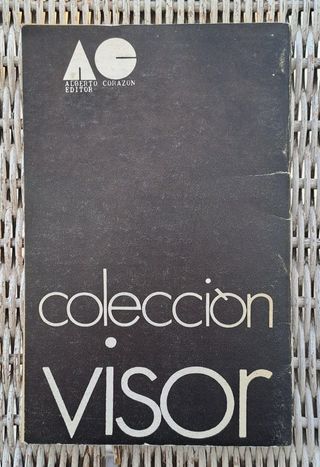 AC
ALBERTO CORAZON
EDITOR
colecciòn
visor